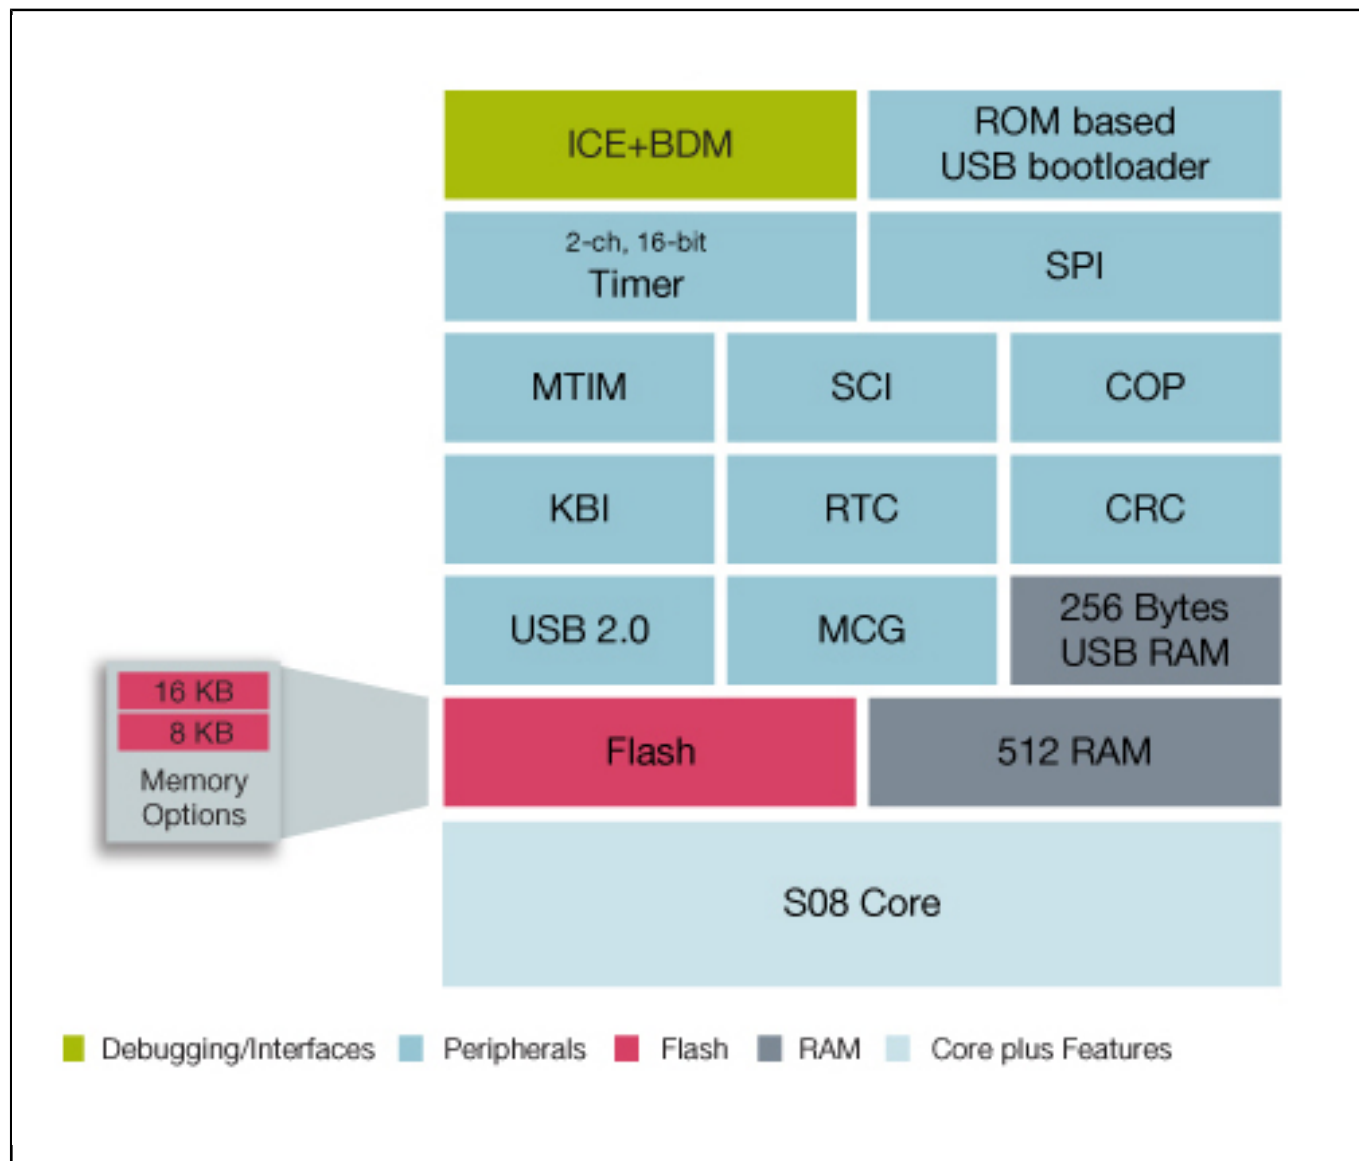 ICE+BDM
ROM based
USB bootloader
2-ch, 16-bit
Timer
SPI
MTIM
SCI
COP
KBI
RTC
CRC
USB 2.0
MCG
256 Bytes
USB RAM
16 KB
8 KB
Memory
Options
Flash
512 RAM
S08 Core
Debugging/Interfaces
Peripherals
Flash
RAM
Core plus Features